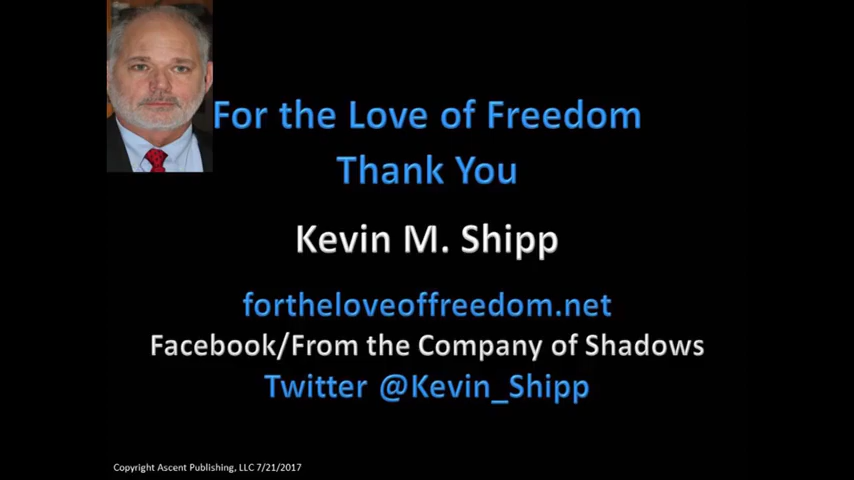 For the Love of Freedom
Thank You
Kevin M. Shipp
fortheloveoffreedom.net
Facebook/From the Company of Shadows
Twitter @Kevin_Shipp
Copyright Ascent Publishing, LLC 7/21/2017